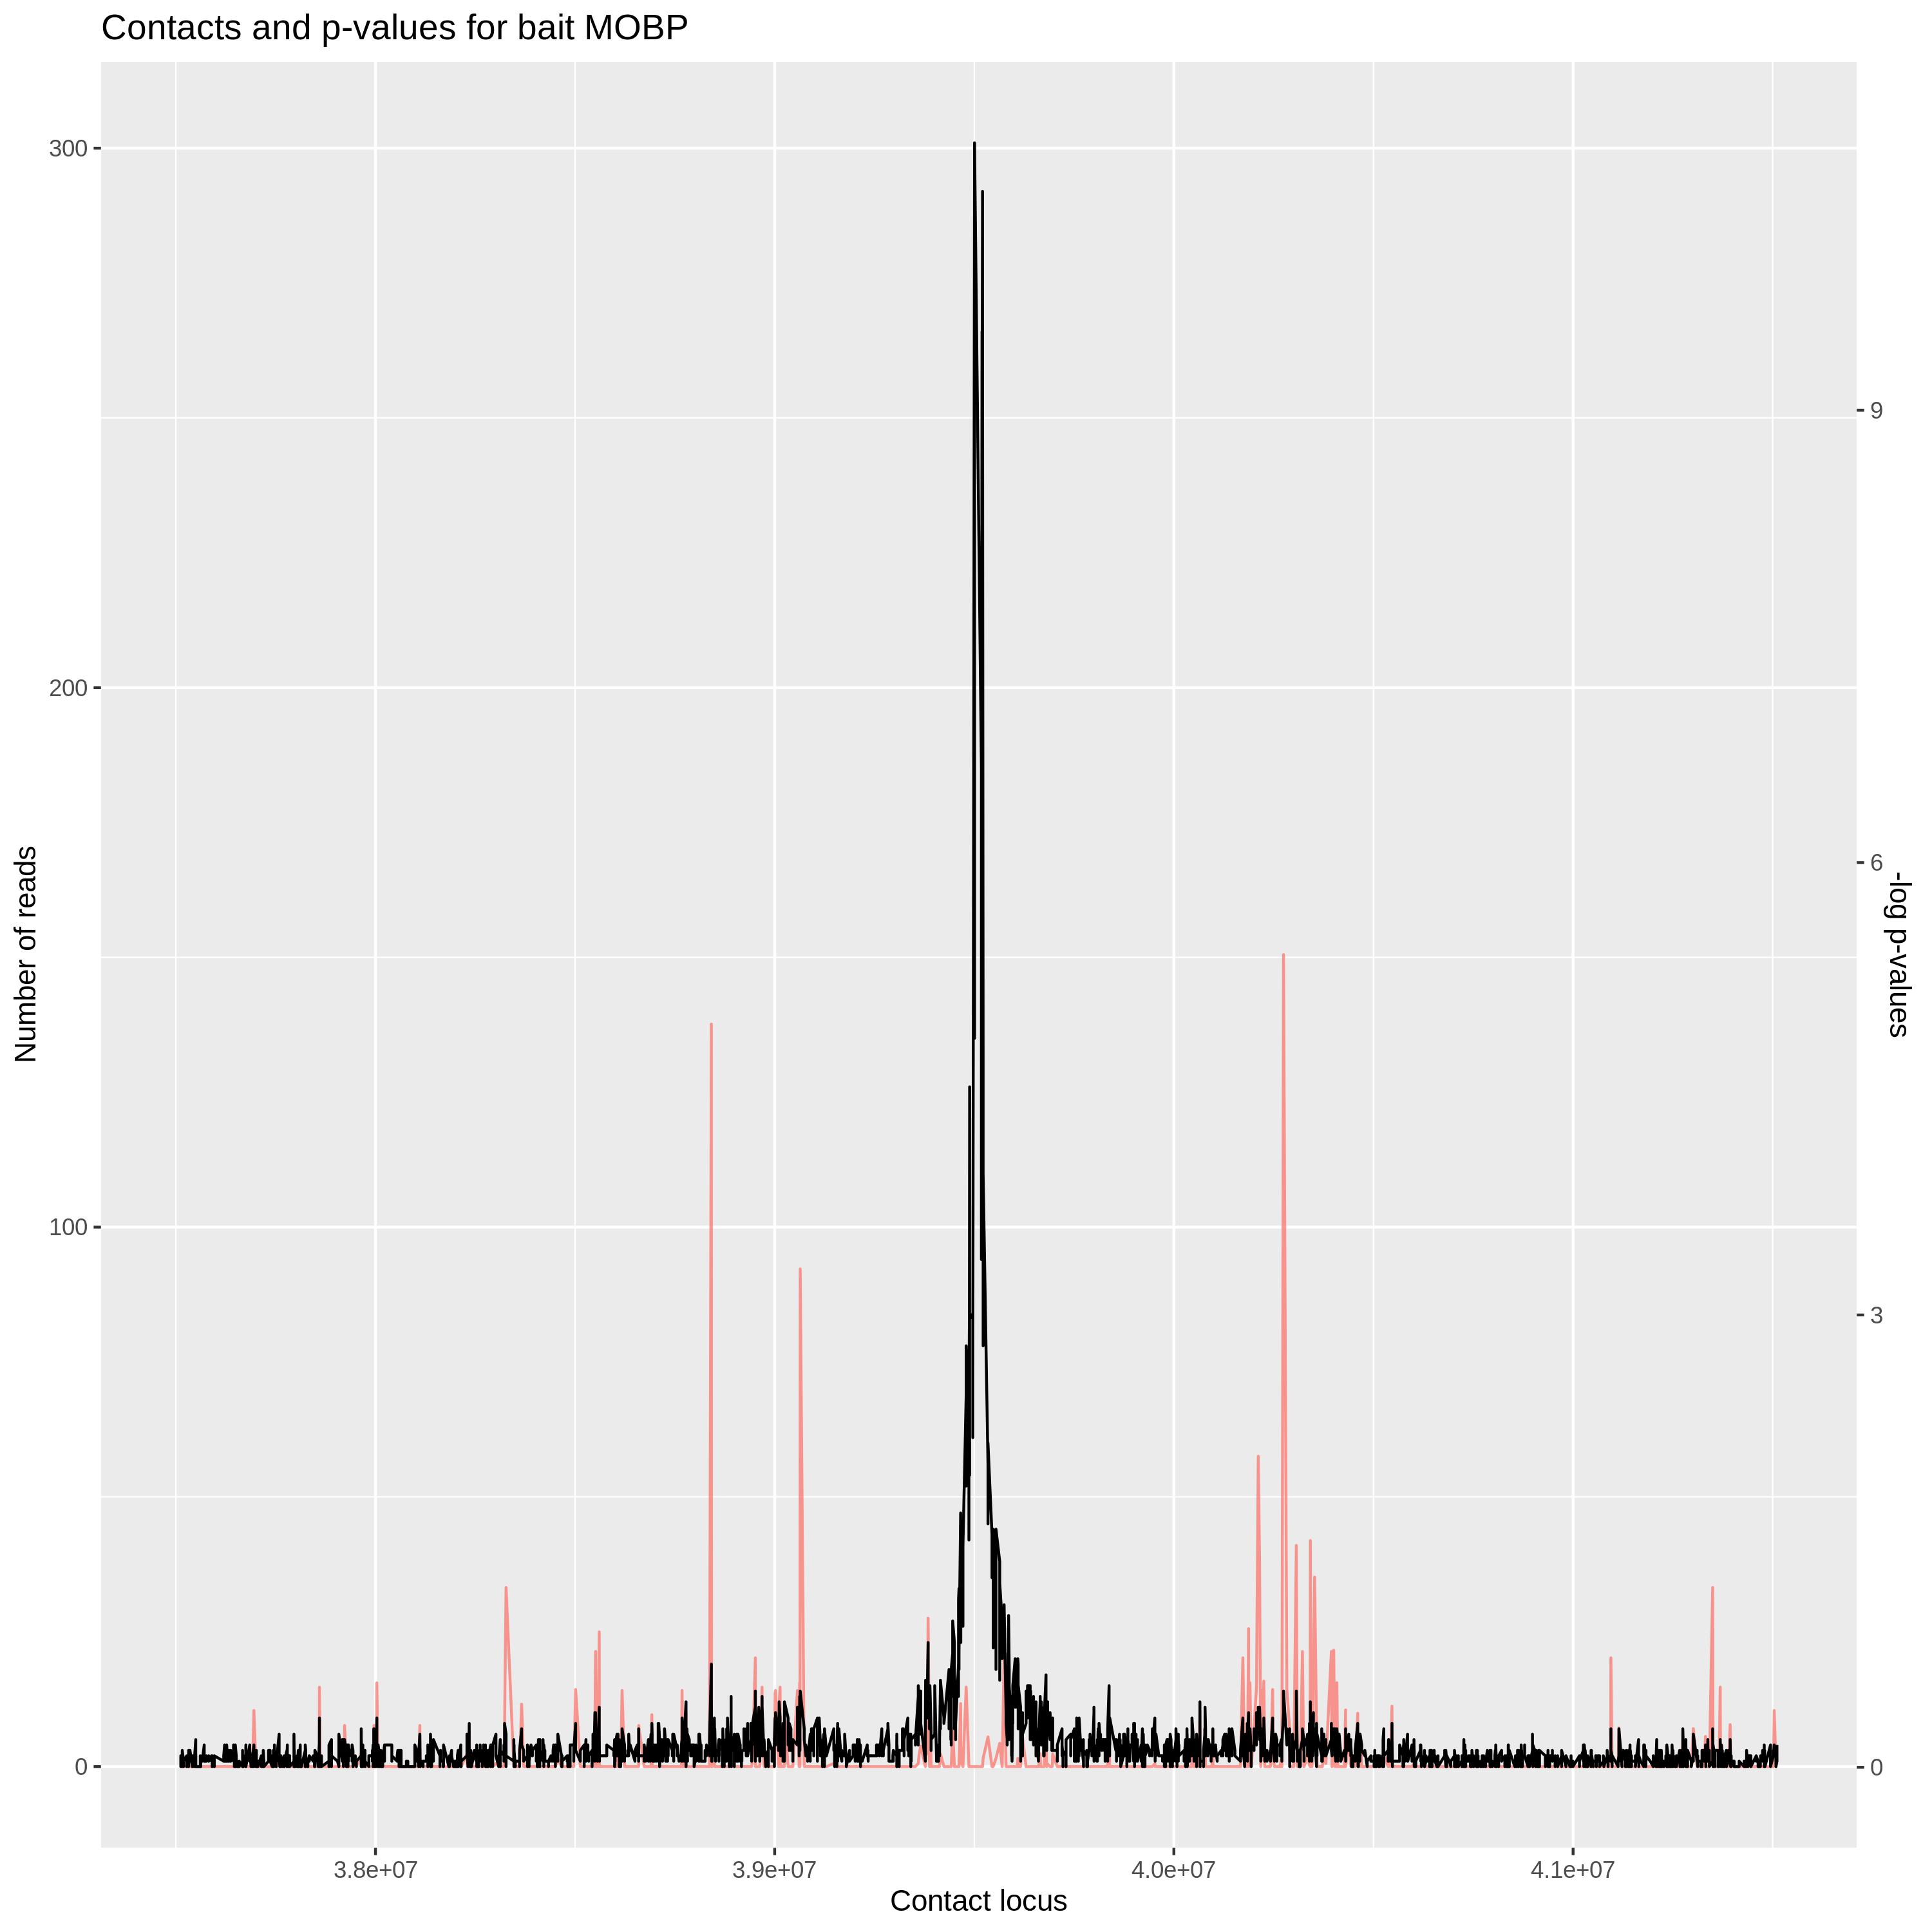 Contacts and p-values for bait MOBP
300
200
100
0
Number of reads
9
6
3
0
-log p-values
3.8e+07
3.9e+07
4.0e+07
4.1e+07
Contact locus